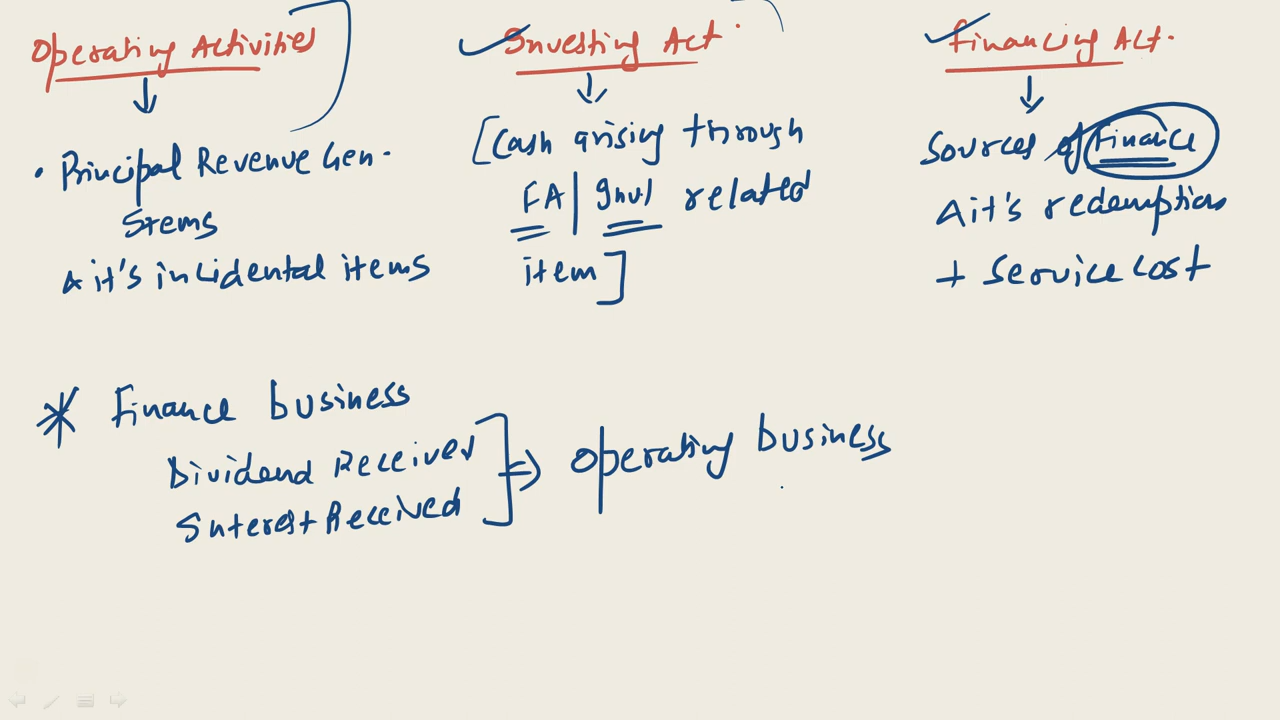 Operating Activities
• Principal Revenue Gen.
Items
& it's incidental items
Investing Act.
[Cash arising through
FA | Invt related
item]
Financing Act.
Sources of Finance
& it's redemption
+ Service Cost
* Finance business
Dividend Received
Interest Received
] ⇒ Operating business